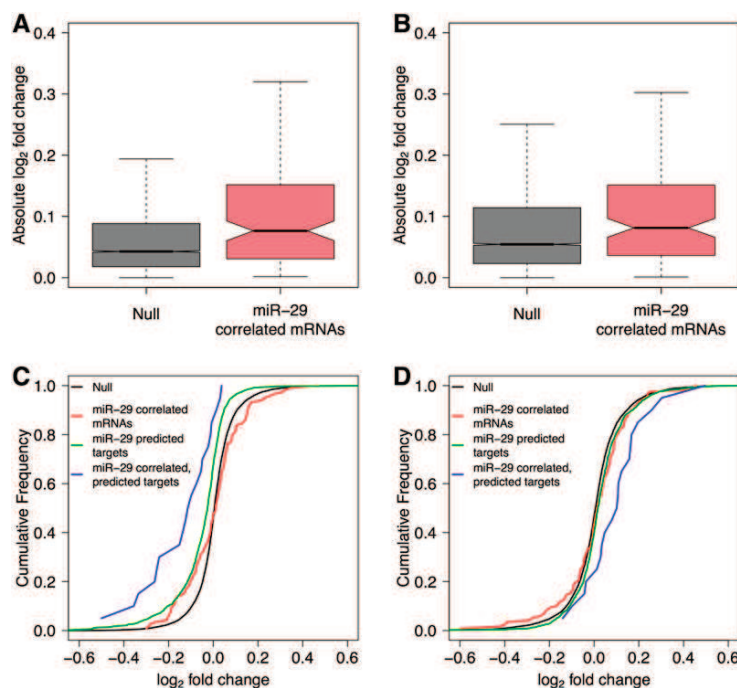 A
Absolute log2 fold change
0.4
0.3
0.2
0.1
0.0
Null
miR−29
correlated mRNAs
B
Absolute log2 fold change
0.4
0.3
0.2
0.1
0.0
Null
miR−29
correlated mRNAs
C
Cumulative Frequency
1.0
0.8
0.6
0.4
0.2
0.0
Null
miR−29 correlated
mRNAs
miR−29 predicted
targets
miR−29 correlated,
predicted targets
−0.6 −0.4 −0.2 0.0 0.2 0.4 0.6
log2 fold change
D
Cumulative Frequency
1.0
0.8
0.6
0.4
0.2
0.0
Null
miR−29 correlated
mRNAs
miR−29 predicted
targets
miR−29 correlated,
predicted targets
−0.6 −0.4 −0.2 0.0 0.2 0.4 0.6
log2 fold change